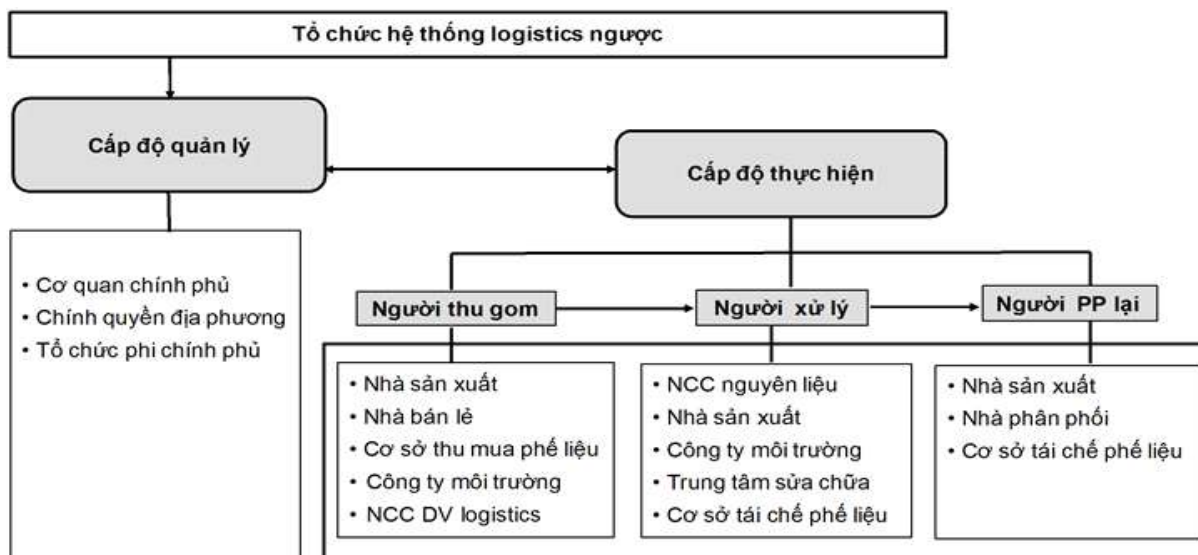 Tổ chức hệ thống logistics ngược
Cấp độ quản lý
Cấp độ thực hiện
• Cơ quan chính phủ
• Chính quyền địa phương
• Tổ chức phi chính phủ
Người thu gom
Người xử lý
Người PP lại
• Nhà sản xuất
• Nhà bán lẻ
• Cơ sở thu mua phế liệu
• Công ty môi trường
• NCC DV logistics
• NCC nguyên liệu
• Nhà sản xuất
• Công ty môi trường
• Trung tâm sửa chữa
• Cơ sở tái chế phế liệu
• Nhà sản xuất
• Nhà phân phối
• Cơ sở tái chế phế liệu